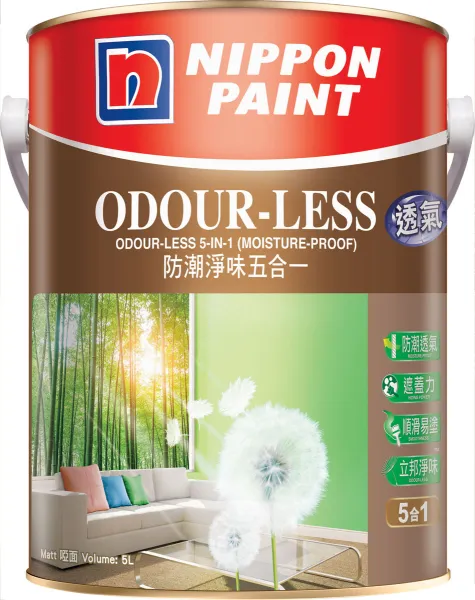 n
NIPPON
PAINT
ODOUR-LESS
透氣
ODOUR-LESS 5-IN-1 (MOISTURE-PROOF)
防潮淨味五合一
防潮透氣
遮蓋力
順滑易塗
立邦淨味
5合1
Matt 啞面 Volume: 5L